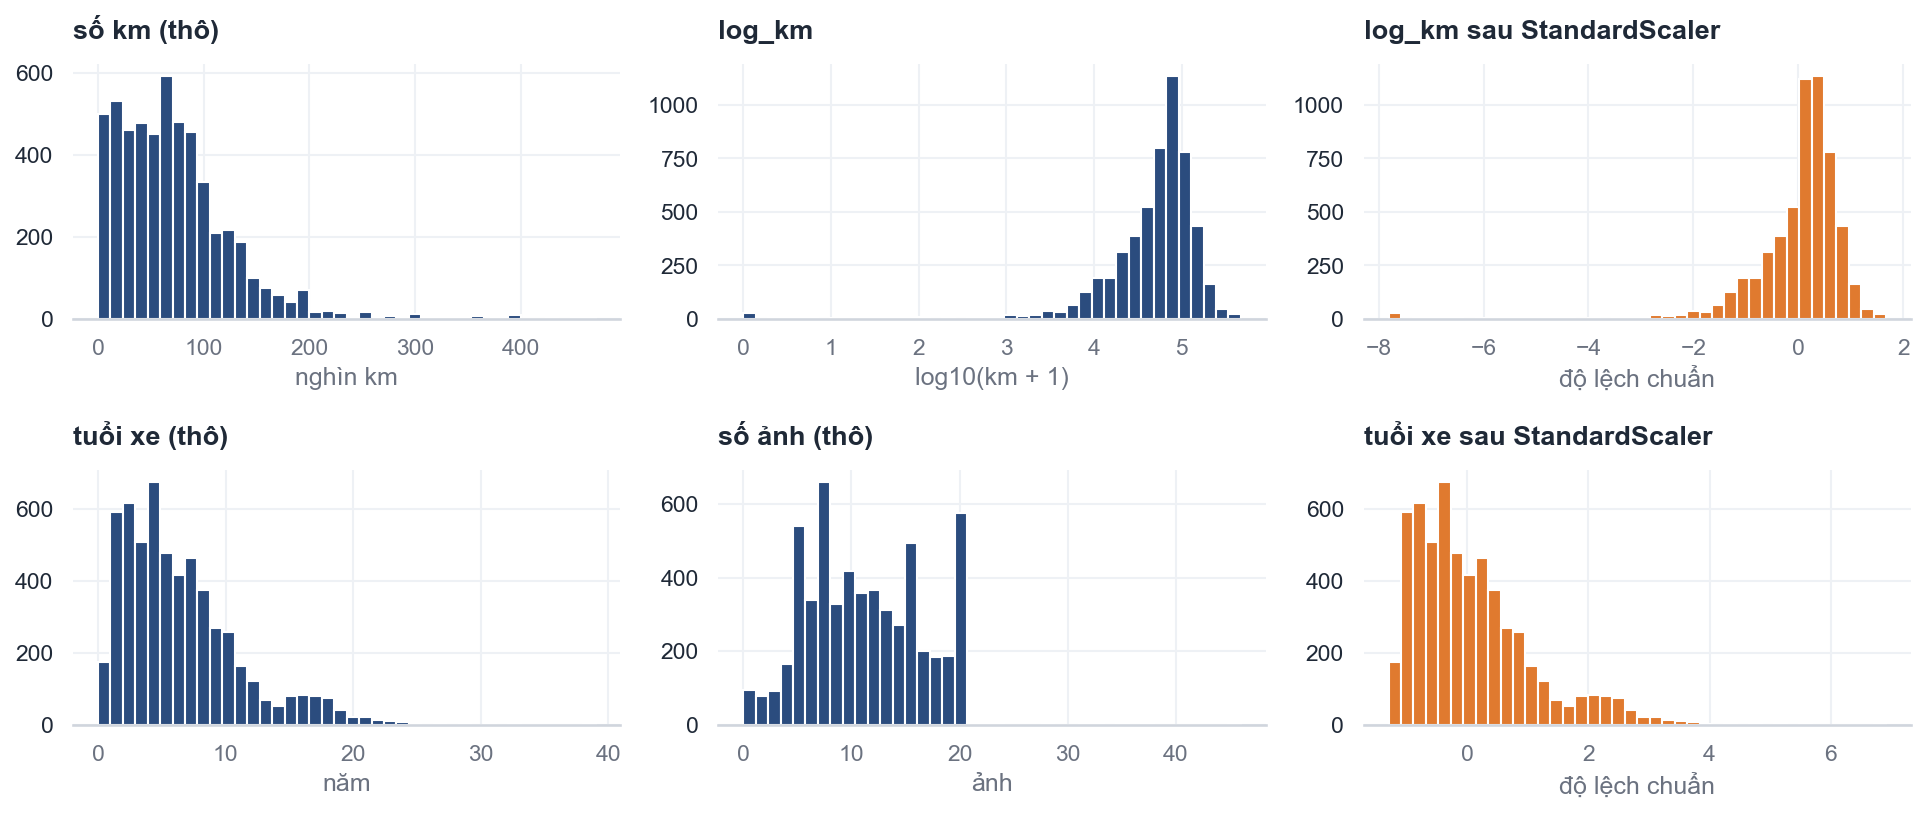 số km (thô)
600
400
200
0
0 100 200 300 400
nghìn km
log_km
1000
750
500
250
0
0 1 2 3 4 5
log10(km + 1)
log_km sau StandardScaler
1000
750
500
250
0
−8 −6 −4 −2 0 2
độ lệch chuẩn
tuổi xe (thô)
600
400
200
0
0 10 20 30 40
năm
số ảnh (thô)
600
400
200
0
0 10 20 30 40
ảnh
tuổi xe sau StandardScaler
600
400
200
0
0 2 4 6
độ lệch chuẩn